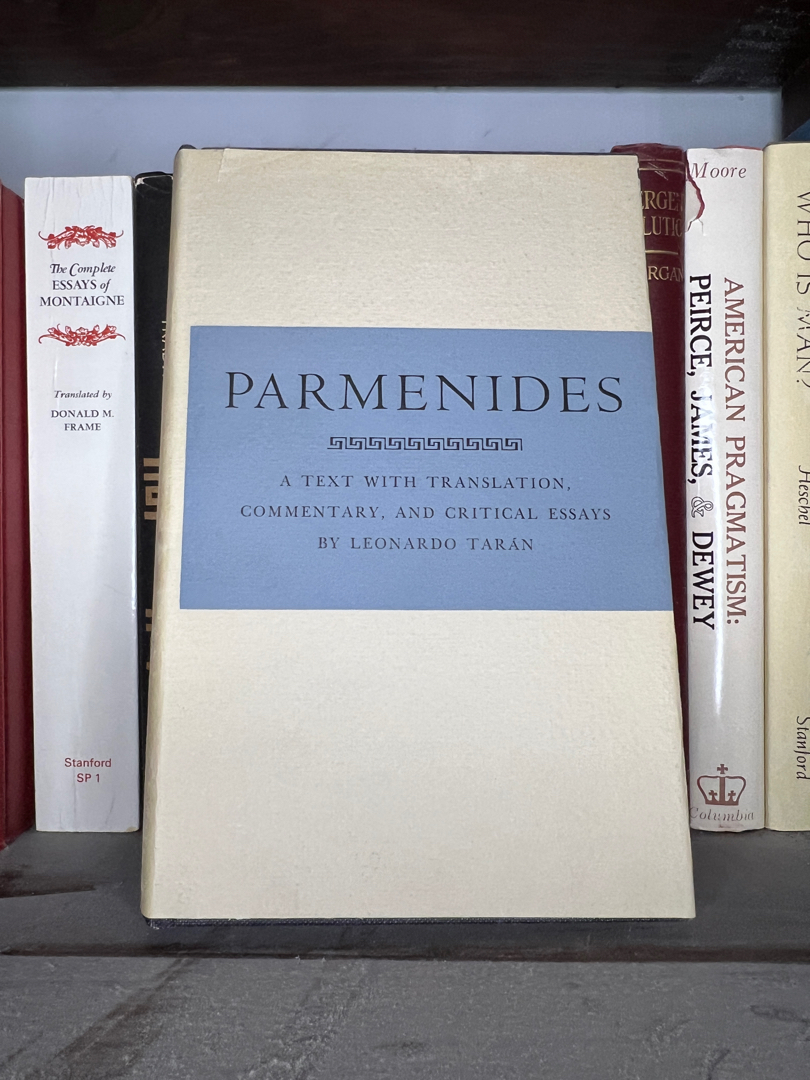 The Complete
ESSAYS of
MONTAIGNE
Translated by
DONALD M.
FRAME
Stanford
SP 1
PARMENIDES
A TEXT WITH TRANSLATION,
COMMENTARY, AND CRITICAL ESSAYS
BY LEONARDO TARÁN
Moore
AMERICAN PRAGMATISM:
PEIRCE, JAMES, & DEWEY
Columbia
WHO IS MAN?
Heschel
Stanford